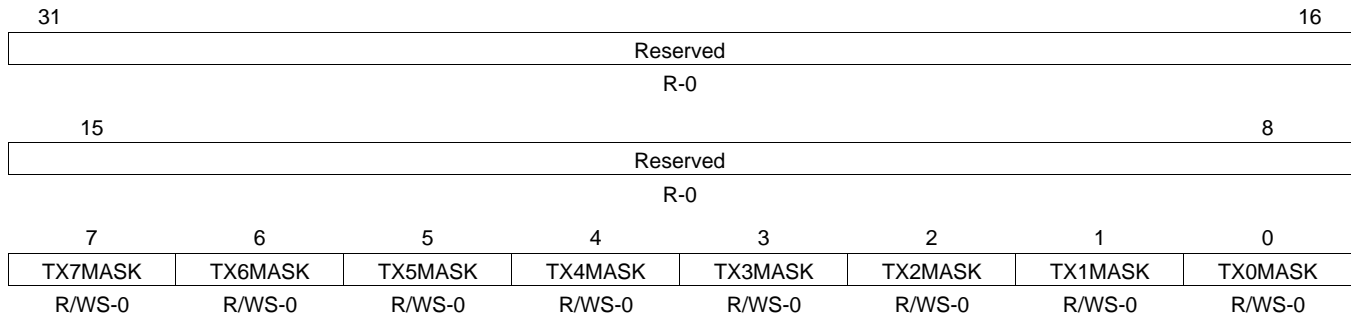 31 16
Reserved
R-0
15 8
Reserved
R-0
7 6 5 4 3 2 1 0
TX7MASK TX6MASK TX5MASK TX4MASK TX3MASK TX2MASK TX1MASK TX0MASK
R/WS-0 R/WS-0 R/WS-0 R/WS-0 R/WS-0 R/WS-0 R/WS-0 R/WS-0